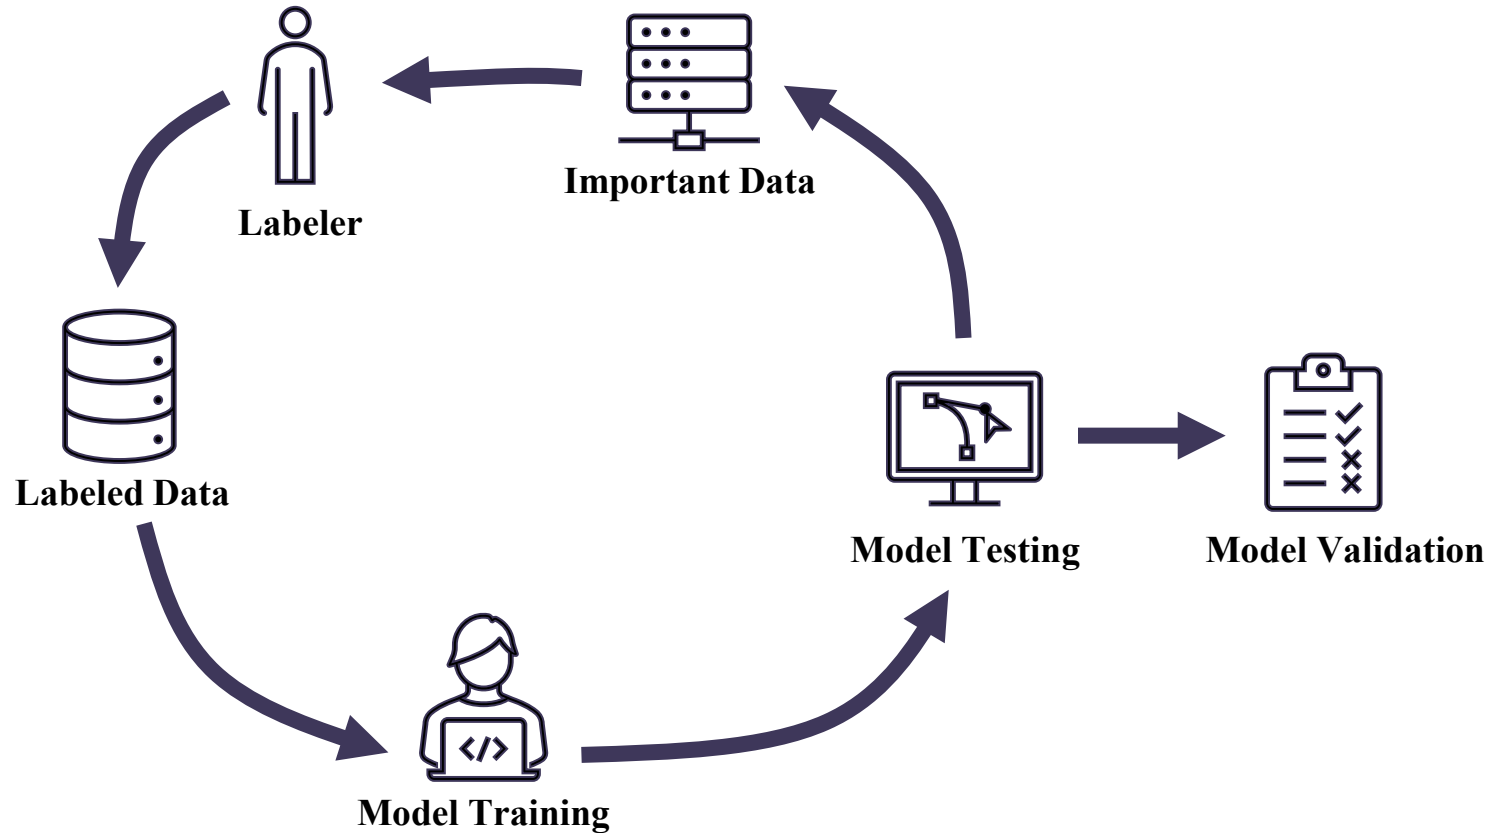 Important Data
Labeler
Labeled Data
Model Testing
Model Validation
</>
Model Training